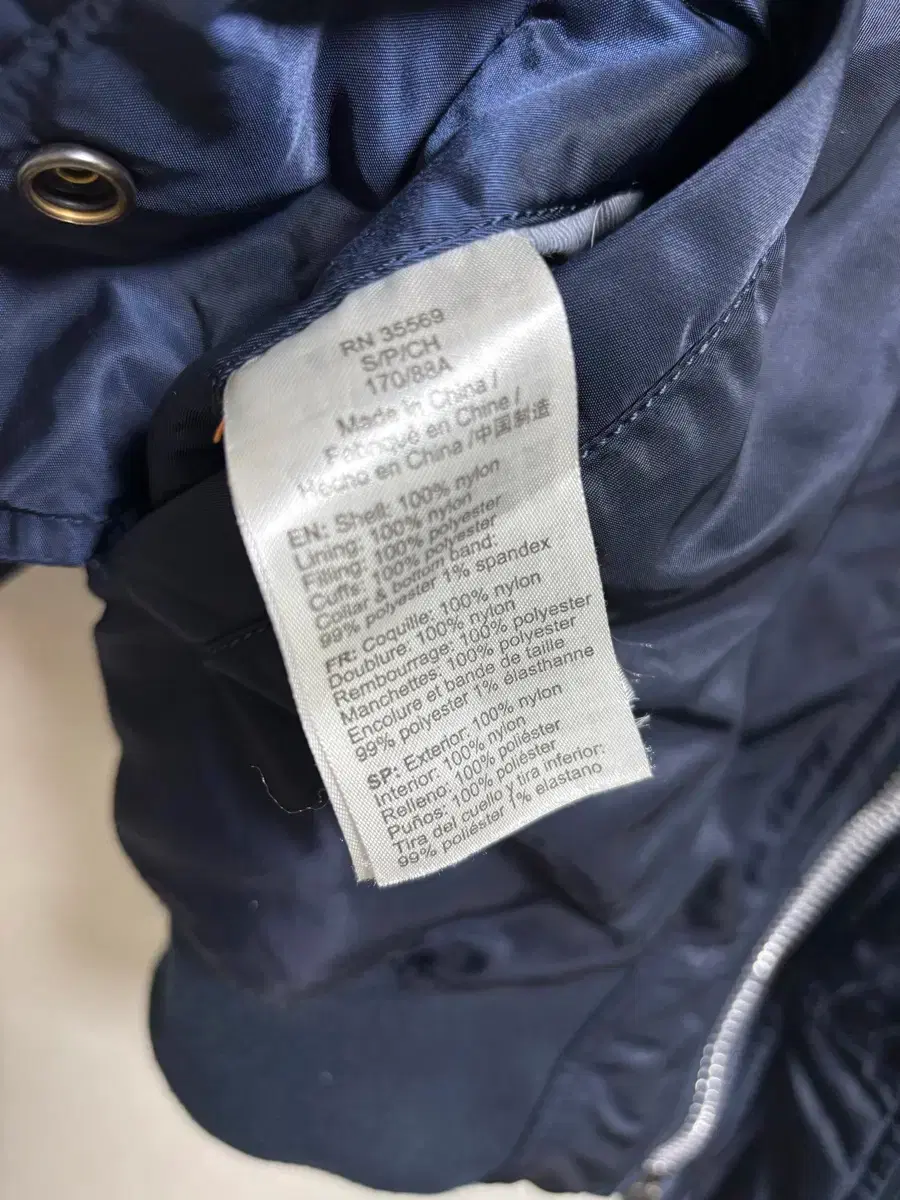 RN 35569
S/P/CH
170/88A
Made in China /
Fabriqué en Chine /
Hecho en China /中国制造
EN: Shell: 100% nylon
Lining: 100% nylon
Filling: 100% polyester
Cuffs: 100% polyester
Collar & bottom band:
99% polyester 1% spandex
FR: Coquille: 100% nylon
Doublure: 100% nylon
Rembourrage: 100% polyester
Manchettes: 100% polyester
Encolure et bande de taille
99% polyester 1% élasthanne
SP: Exterior: 100% nylon
Interior: 100% nylon
Relleno: 100% poliéster
Puños: 100% poliéster
Tira del cuello y tira inferior:
99% poliéster 1% elastano